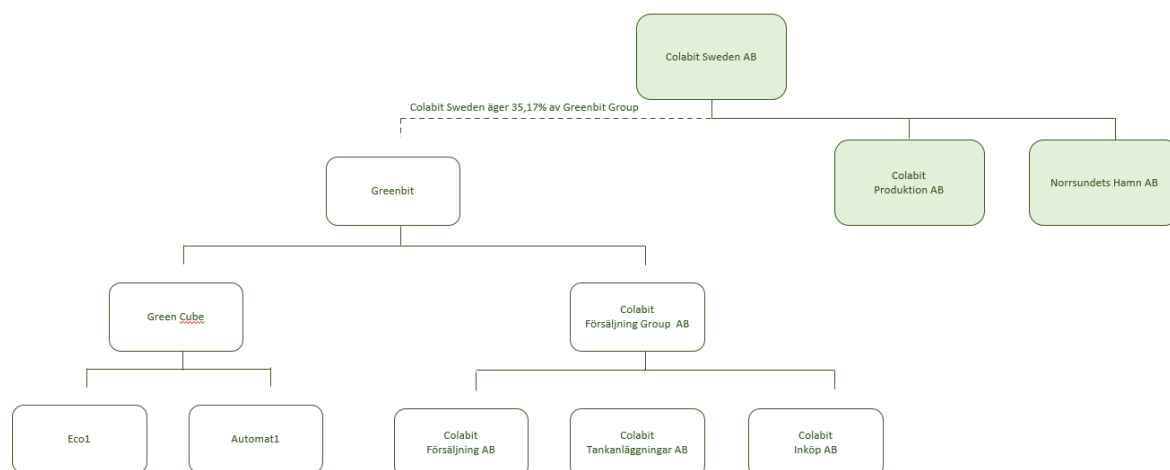 Colabit Sweden AB
Colabit Sweden äger 35,17% av Greenbit Group
Colabit
Produktion AB
Norrsundets Hamn AB
Greenbit
Green Cube
Colabit
Försäljning Group  AB
Eco1
Automat1
Colabit
Försäljning AB
Colabit
Tankanläggningar AB
Colabit
Inköp AB